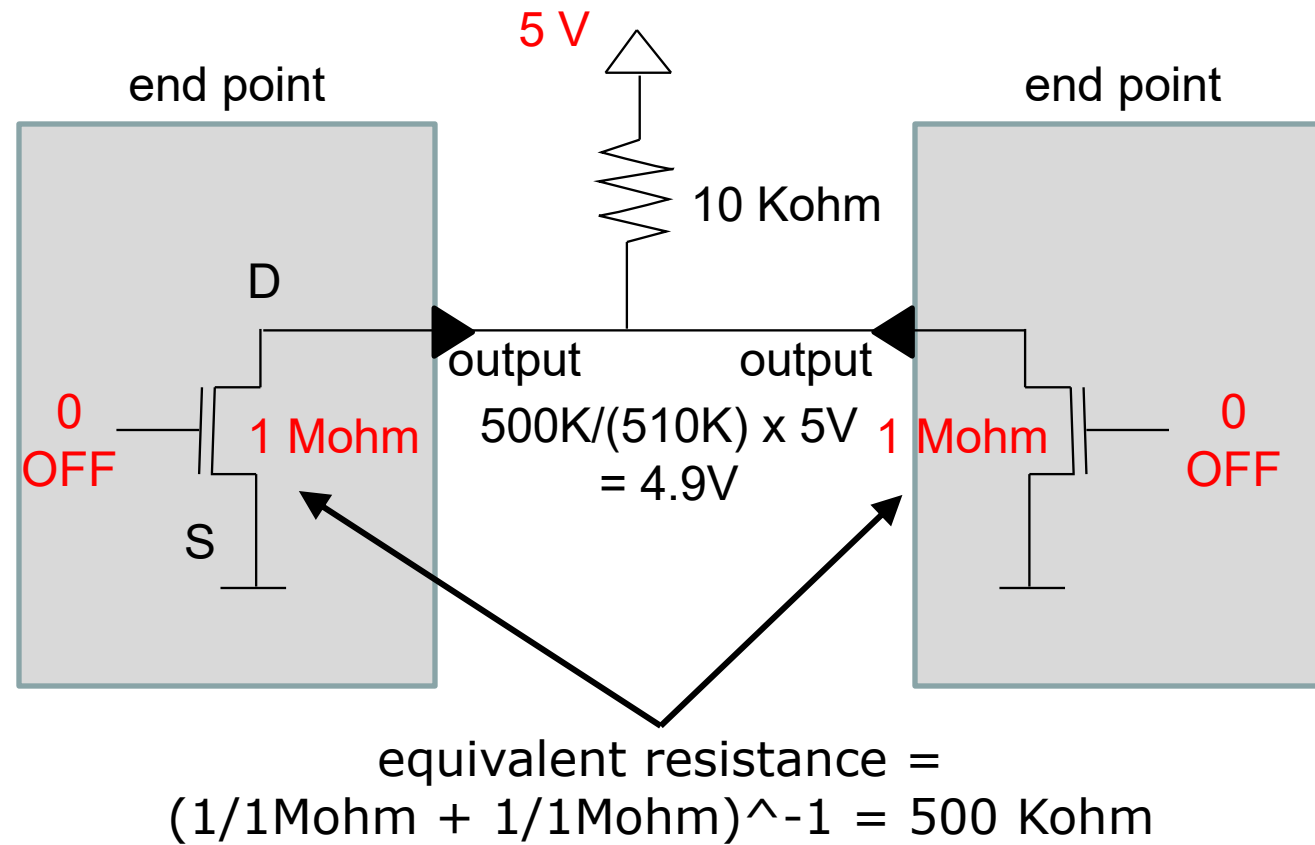 5 V
end point
end point
10 Kohm
D
output
output
0
OFF
1 Mohm
500K/(510K) x 5V
= 4.9V
1 Mohm
0
OFF
S
equivalent resistance =
(1/1Mohm + 1/1Mohm)^-1 = 500 Kohm